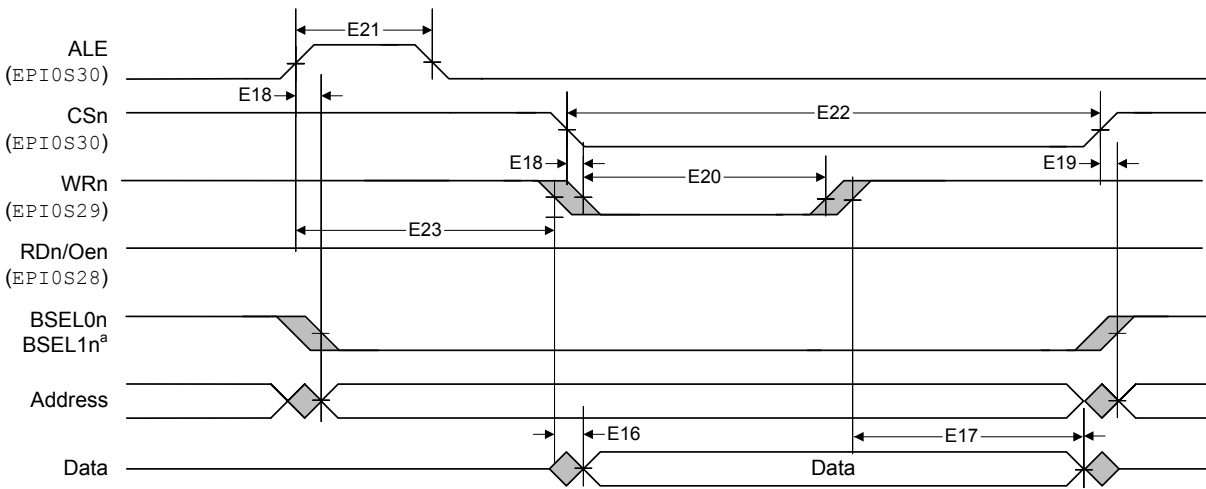 E21
ALE
(EPI0S30)
E18
CSn
(EPI0S30)
E22
E18
E19
WRn
(EPI0S29)
E20
E23
RDn/Oen
(EPI0S28)
BSEL0n
BSEL1nᵃ
Address
E16
E17
Data
Data